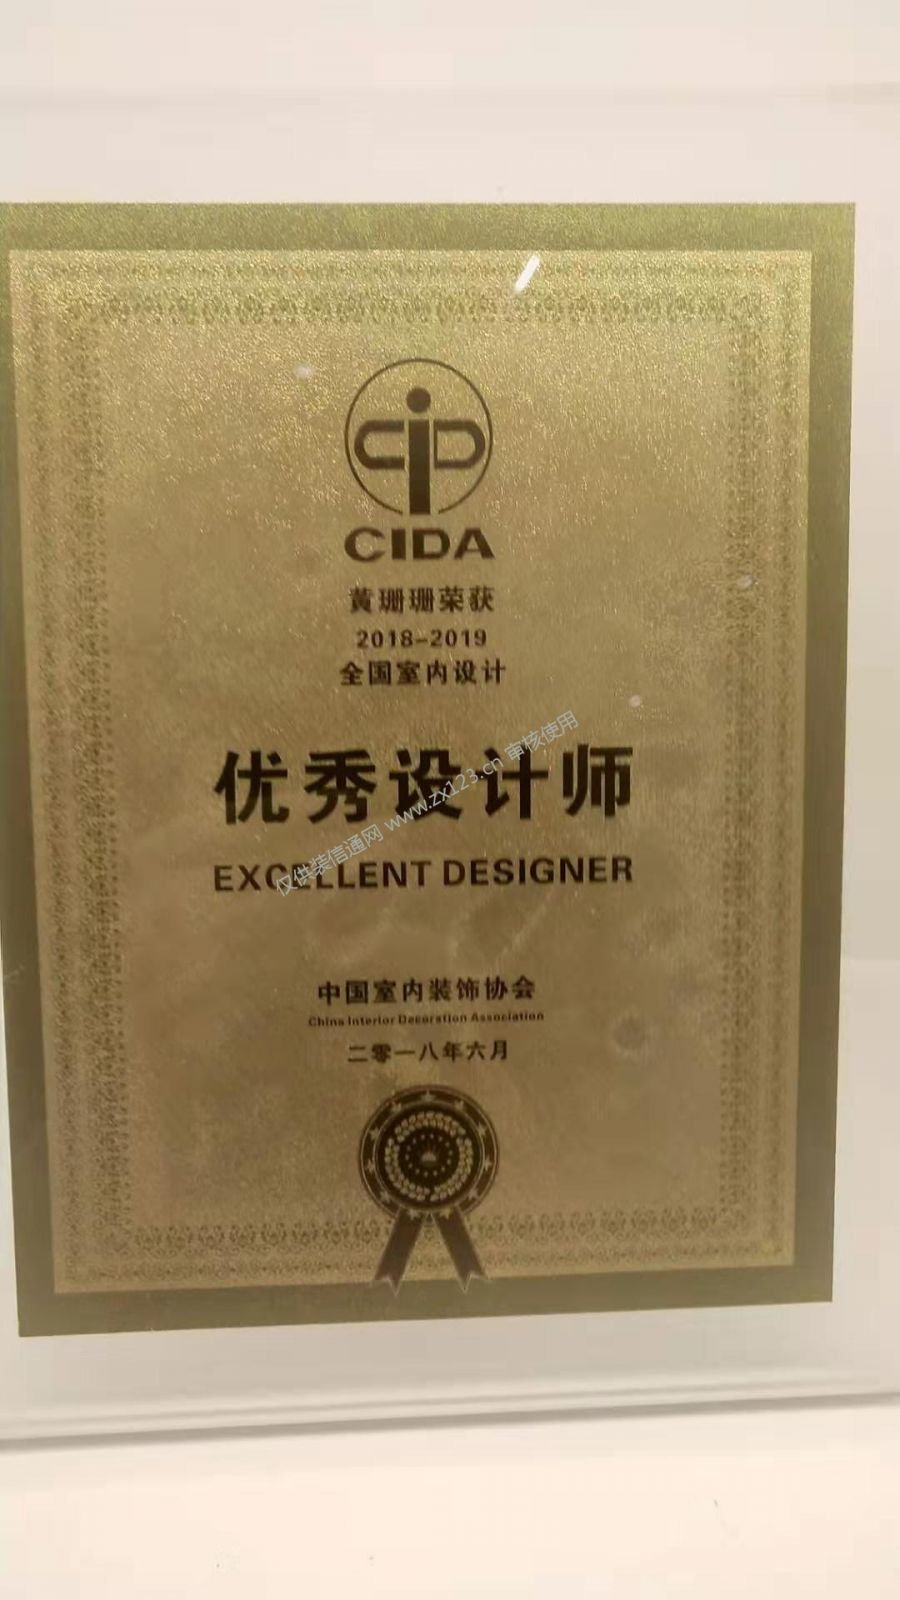 CIDA
黄珊珊荣获
2018-2019
全国室内设计
优秀设计师
EXCELLENT DESIGNER
仅供装信通网 www.zx123.cn 审核使用
中国室内装饰协会
China Interior Decoration Association
二零一八年六月